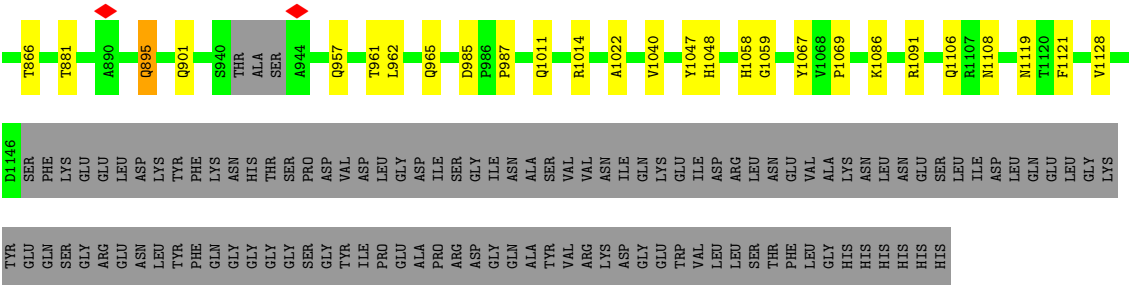 T866 T881 A890 Q895 Q901 S940 THR ALA SER A944 Q957 T961 L962 Q965 D985 P986 P987 Q1011 R1014 A1022 V1040 Y1047 H1048 H1058 G1059 Y1067 V1068 P1069 K1086 R1091 Q1106 R1107 N1108 N1119 T1120 F1121 V1128
D1146 SER PHE LYS GLU GLU LEU ASP LYS TYR PHE LYS ASN HIS THR SER PRO ASP VAL ASP LEU GLY ASP ILE SER GLY ILE ASN ALA SER VAL VAL ASN ILE GLN LYS GLU ILE ASP ARG LEU ASN GLU VAL ALA LYS ASN LEU ASN GLU SER LEU ILE ASP LEU GLN GLU LEU GLY LYS
TYR GLU GLN SER GLY ARG GLU ASN LEU TYR PHE GLN GLY GLY GLY GLY SER GLY TYR ILE PRO GLU ALA PRO ARG ASP GLY GLN ALA TYR VAL ARG LYS ASP GLY GLU TRP VAL LEU LEU SER THR PHE LEU GLY HIS HIS HIS HIS HIS HIS